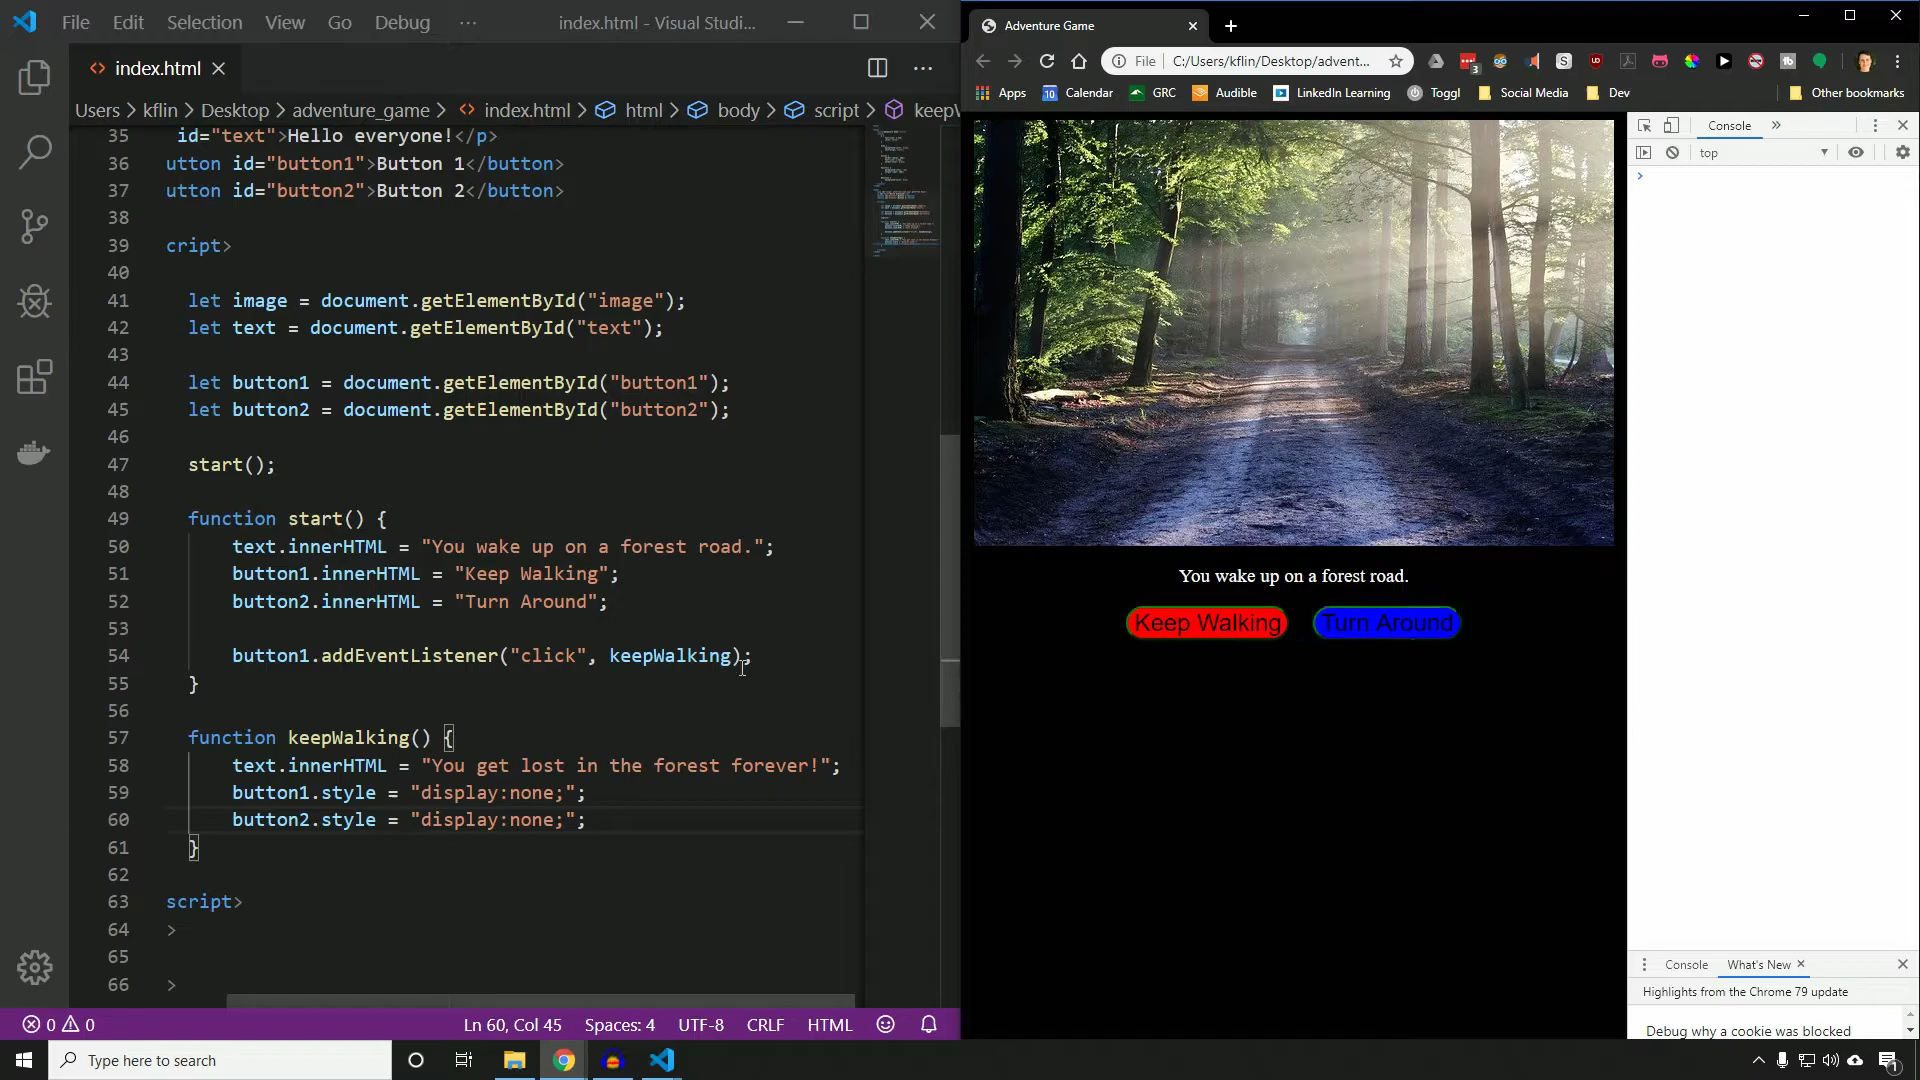 File Edit Selection View Go Debug ··· index.html - Visual Studi...
index.html
Users > kflin > Desktop > adventure_game > index.html > html > body > script > keepV
35 id="text">Hello everyone!</p>
36 utton id="button1">Button 1</button>
37 utton id="button2">Button 2</button>
38
39 cript>
40
41 let image = document.getElementById("image");
42 let text = document.getElementById("text");
43
44 let button1 = document.getElementById("button1");
45 let button2 = document.getElementById("button2");
46
47 start();
48
49 function start() {
50 text.innerHTML = "You wake up on a forest road.";
51 button1.innerHTML = "Keep Walking";
52 button2.innerHTML = "Turn Around";
53
54 button1.addEventListener("click", keepWalking);
55 }
56
57 function keepWalking() {
58 text.innerHTML = "You get lost in the forest forever!";
59 button1.style = "display:none;";
60 button2.style = "display:none;";
61 }
62
63 script>
64 >
65
66 >
0 0 Ln 60, Col 45 Spaces: 4 UTF-8 CRLF HTML
Adventure Game
File C:/Users/kflin/Desktop/advent...
Apps Calendar GRC Audible LinkedIn Learning Toggl Social Media Dev Other bookmarks
You wake up on a forest road.
Keep Walking Turn Around
Console
top
Console What's New
Highlights from the Chrome 79 update
Debug why a cookie was blocked
Type here to search